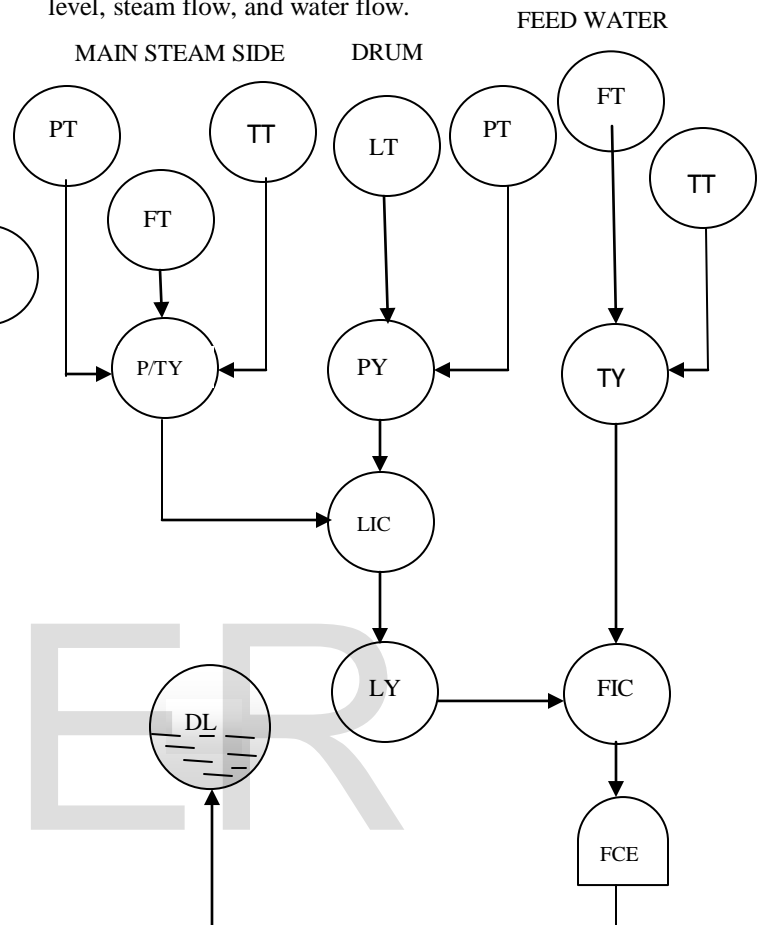 level, steam flow, and water flow.
FEED WATER
MAIN STEAM SIDE DRUM
PT TT LT PT FT
FT TT
P/TY PY TY
LIC
LY FIC
DL
FCE
ER